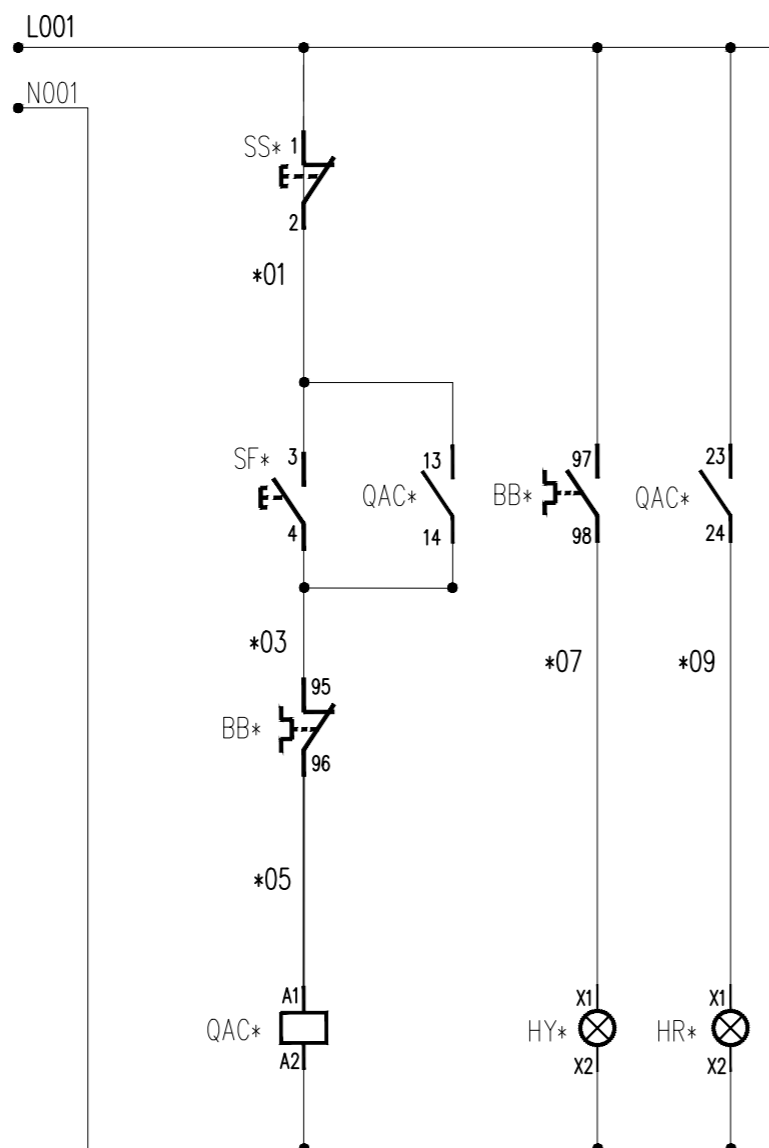 L001
N001
SS* 1
2
*01
SF* 3
4
QAC* 13
14
BB* 97
98
QAC* 23
24
*03
*07
*09
95
BB*
96
*05
A1
QAC*
A2
X1
HY*
X2
X1
HR*
X2